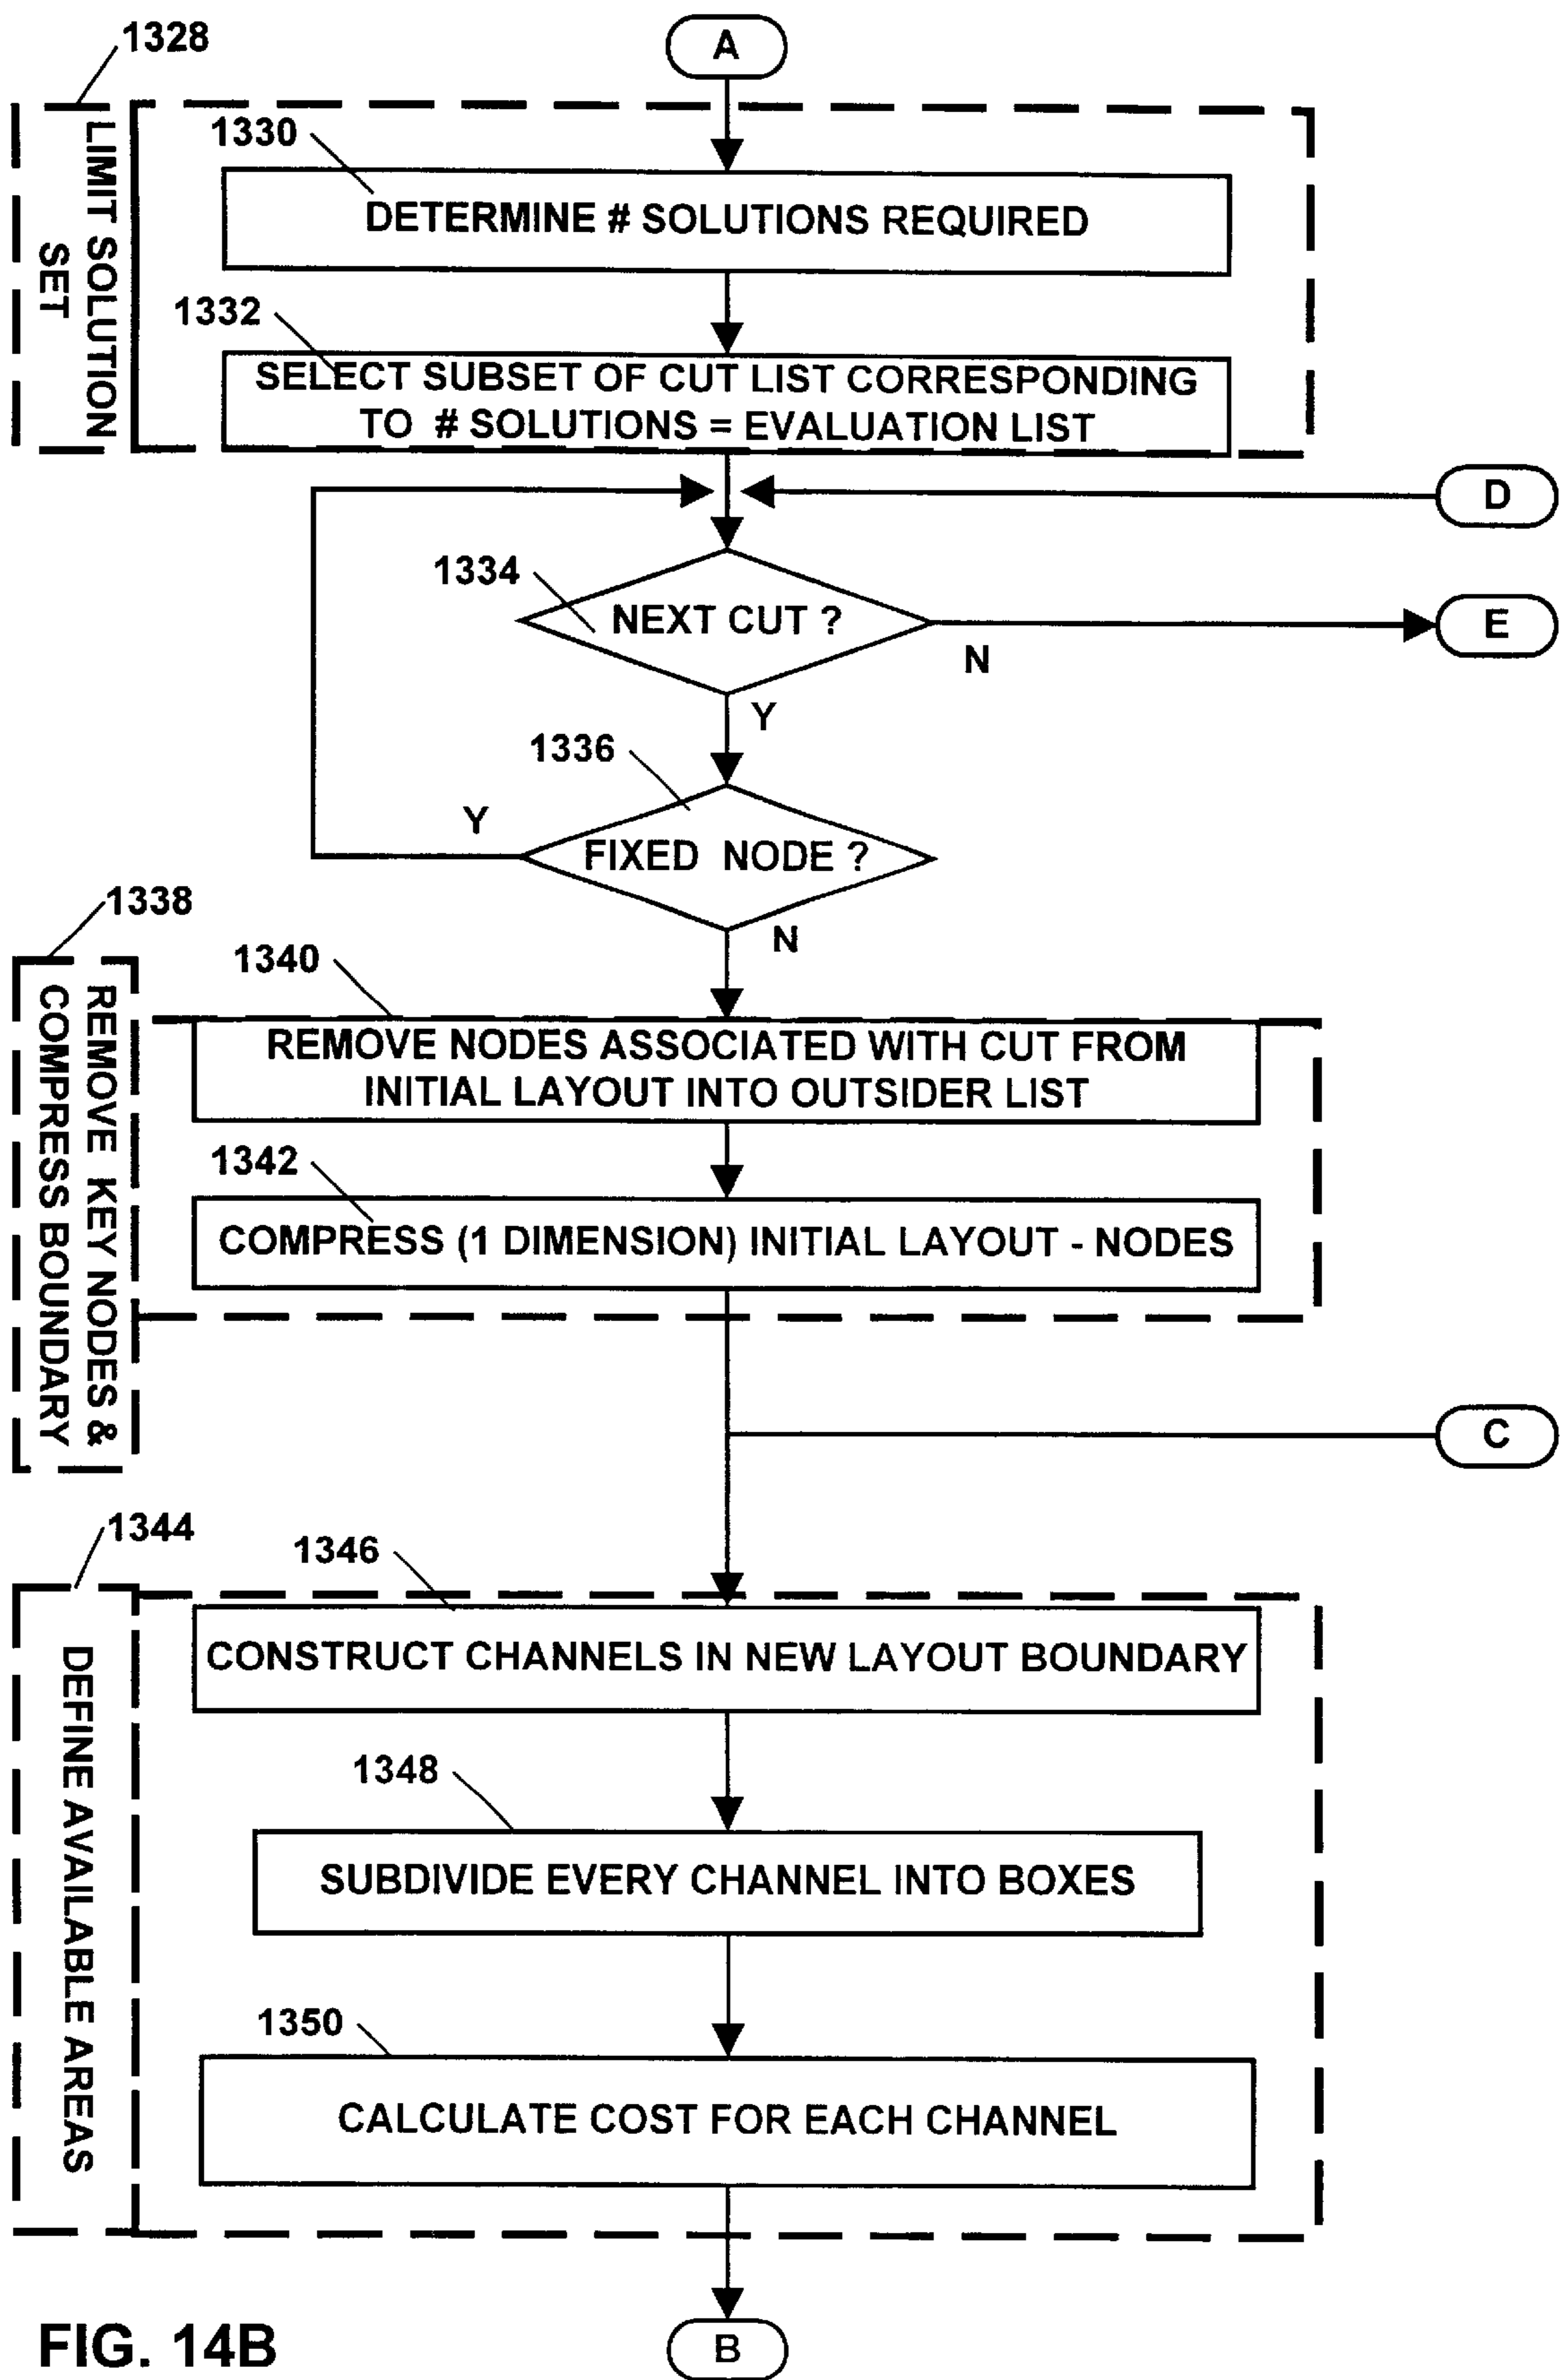 A
1328
LIMIT SOLUTION
SET
1330
DETERMINE # SOLUTIONS REQUIRED
1332
SELECT SUBSET OF CUT LIST CORRESPONDING
TO # SOLUTIONS = EVALUATION LIST
D
1334
NEXT CUT ?
N
E
Y
1336
FIXED NODE ?
Y
N
1338
REMOVE KEY NODES &
COMPRESS BOUNDARY
1340
REMOVE NODES ASSOCIATED WITH CUT FROM
INITIAL LAYOUT INTO OUTSIDER LIST
1342
COMPRESS (1 DIMENSION) INITIAL LAYOUT - NODES
C
1344
DEFINE AVAILABLE AREAS
1346
CONSTRUCT CHANNELS IN NEW LAYOUT BOUNDARY
1348
SUBDIVIDE EVERY CHANNEL INTO BOXES
1350
CALCULATE COST FOR EACH CHANNEL
B
FIG. 14B